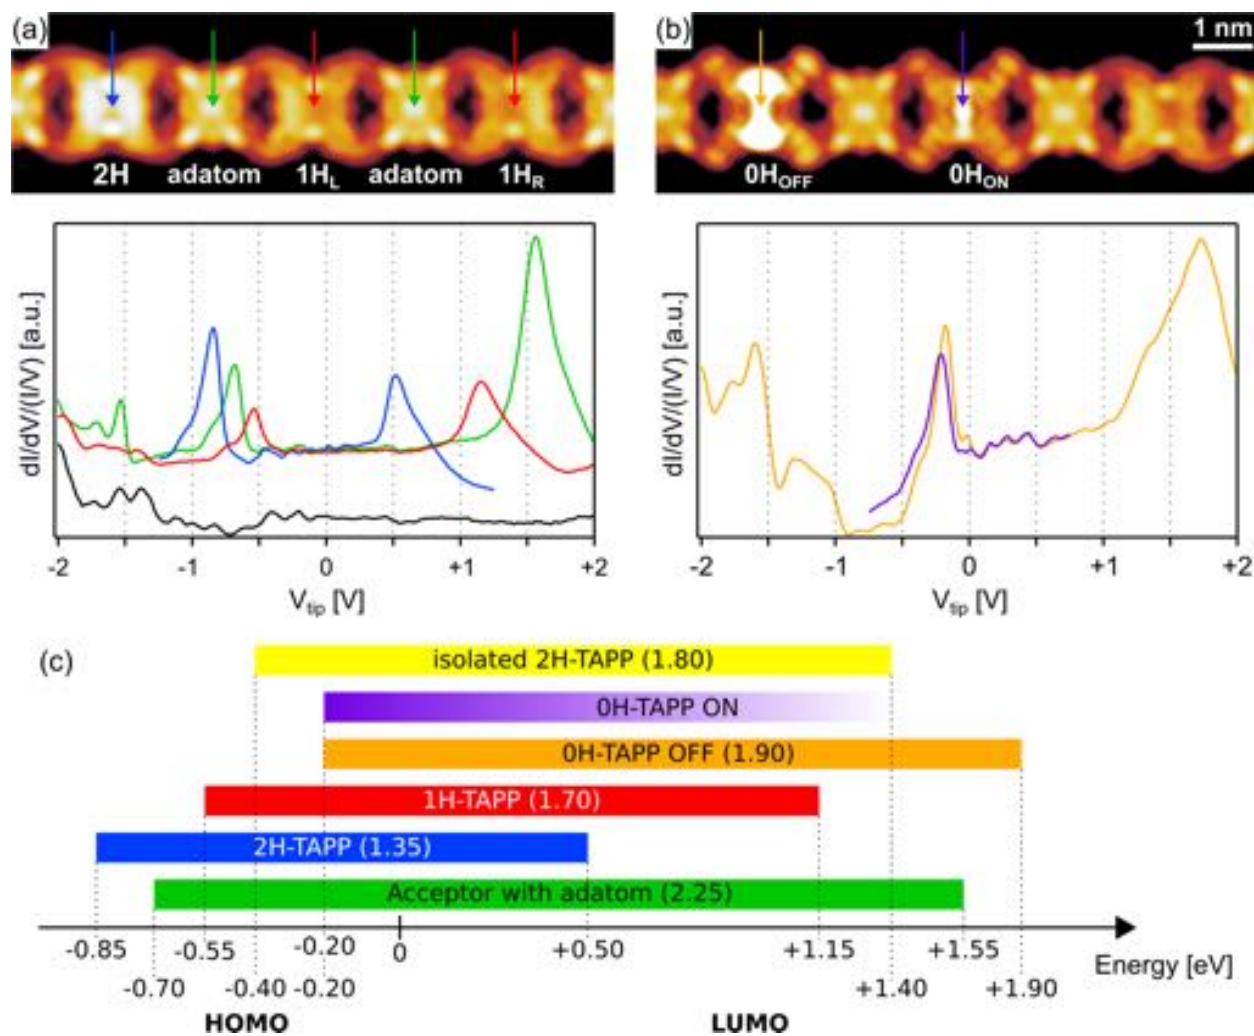 (a)
2H adatom 1H_L adatom 1H_R
(b)
1 nm
0H_OFF 0H_ON
dI/dV/(I/V) [a.u.]
-2 -1 0 +1 +2
V_tip [V]
dI/dV/(I/V) [a.u.]
-2 -1 0 +1 +2
V_tip [V]
(c)
isolated 2H-TAPP (1.80)
0H-TAPP ON
0H-TAPP OFF (1.90)
1H-TAPP (1.70)
2H-TAPP (1.35)
Acceptor with adatom (2.25)
-0.85 -0.55 -0.20 0 +0.50 +1.15 +1.55
Energy [eV]
-0.70 -0.40 -0.20 +1.40 +1.90
HOMO LUMO